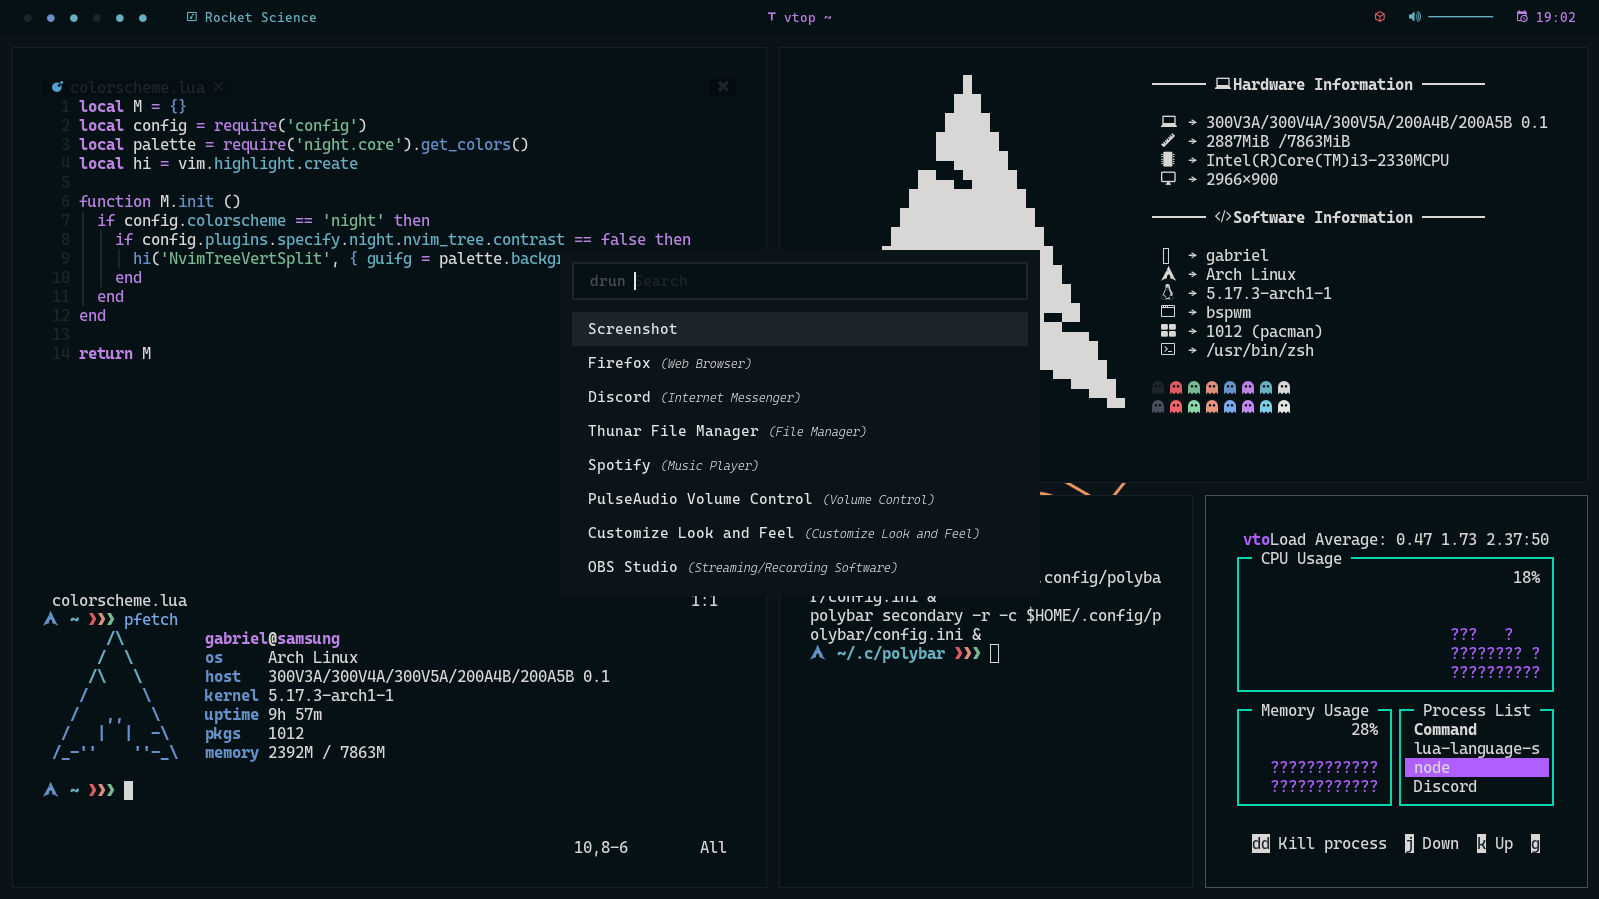 Rocket Science
vtop ~
19:02
colorscheme.lua
1 local M = {}
2 local config = require('config')
3 local palette = require('night.core').get_colors()
4 local hi = vim.highlight.create
5
6 function M.init ()
7 if config.colorscheme == 'night' then
8 if config.plugins.specify.night.nvim_tree.contrast == false then
9 hi('NvimTreeVertSplit', { guifg = palette.backgr
10 end
11 end
12 end
13
14 return M
colorscheme.lua 1:1
~ ❯❯❯ pfetch
/\
/ \
/\ \
/ \
/ ,, \
/ | | -\
/_-'' ''-_\
gabriel@samsung
os Arch Linux
host 300V3A/300V4A/300V5A/200A4B/200A5B 0.1
kernel 5.17.3-arch1-1
uptime 9h 57m
pkgs 1012
memory 2392M / 7863M
~ ❯❯❯
10,8-6 All
drun Search
Screenshot
Firefox (Web Browser)
Discord (Internet Messenger)
Thunar File Manager (File Manager)
Spotify (Music Player)
PulseAudio Volume Control (Volume Control)
Customize Look and Feel (Customize Look and Feel)
OBS Studio (Streaming/Recording Software)
Hardware Information
300V3A/300V4A/300V5A/200A4B/200A5B 0.1
2887MiB /7863MiB
Intel(R)Core(TM)i3-2330MCPU
2966×900
</>Software Information
gabriel
Arch Linux
5.17.3-arch1-1
bspwm
1012 (pacman)
/usr/bin/zsh
.config/polyba
r/config.ini &
polybar secondary -r -c $HOME/.config/p
olybar/config.ini &
~/.c/polybar ❯❯❯
vtoLoad Average: 0.47 1.73 2.37:50
CPU Usage
18%
??? ?
???????? ?
??????????
Memory Usage
28%
????????????
????????????
Process List
Command
lua-language-s
node
Discord
dd Kill process j Down k Up g